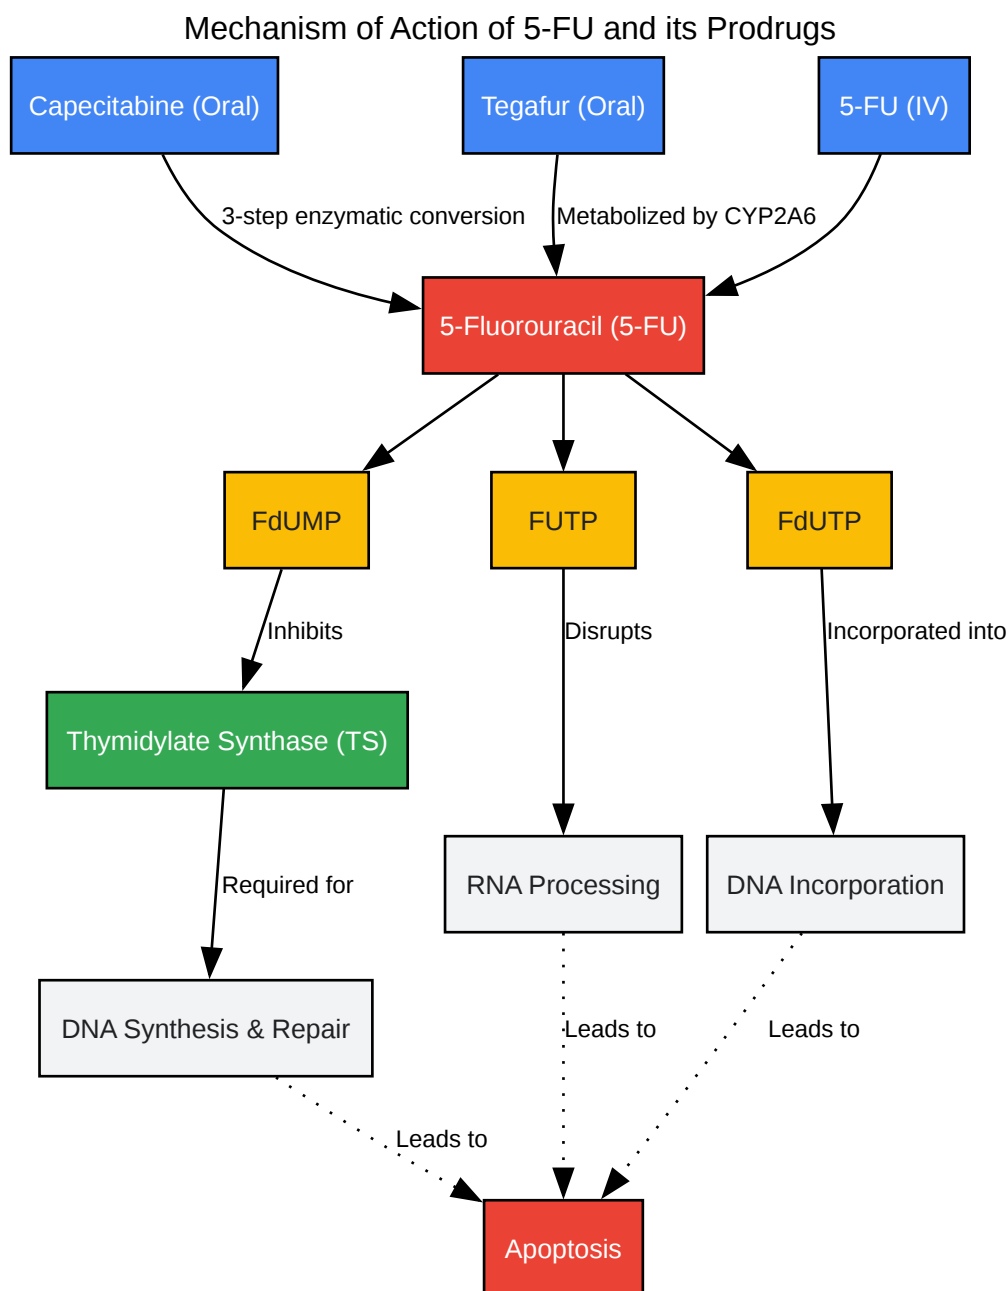 Mechanism of Action of 5-FU and its Prodrugs
Capecitabine (Oral)
Tegafur (Oral)
5-FU (IV)
3-step enzymatic conversion
Metabolized by CYP2A6
5-Fluorouracil (5-FU)
FdUMP
FUTP
FdUTP
Inhibits
Disrupts
Incorporated into
Thymidylate Synthase (TS)
Required for
RNA Processing
DNA Incorporation
DNA Synthesis & Repair
Leads to
Leads to
Leads to
Apoptosis